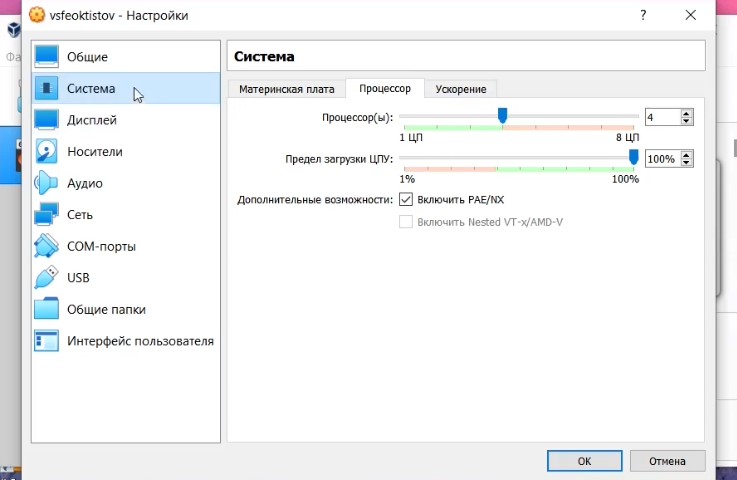 vsfeoktistov - Настройки
Общие
Система
Дисплей
Носители
Аудио
Сеть
COM-порты
USB
Общие папки
Интерфейс пользователя
Система
Материнская плата Процессор Ускорение
Процессор(ы): 4
1 ЦП 8 ЦП
Предел загрузки ЦПУ: 100%
1% 100%
Дополнительные возможности: Включить PAE/NX
Включить Nested VT-x/AMD-V
OK Отмена